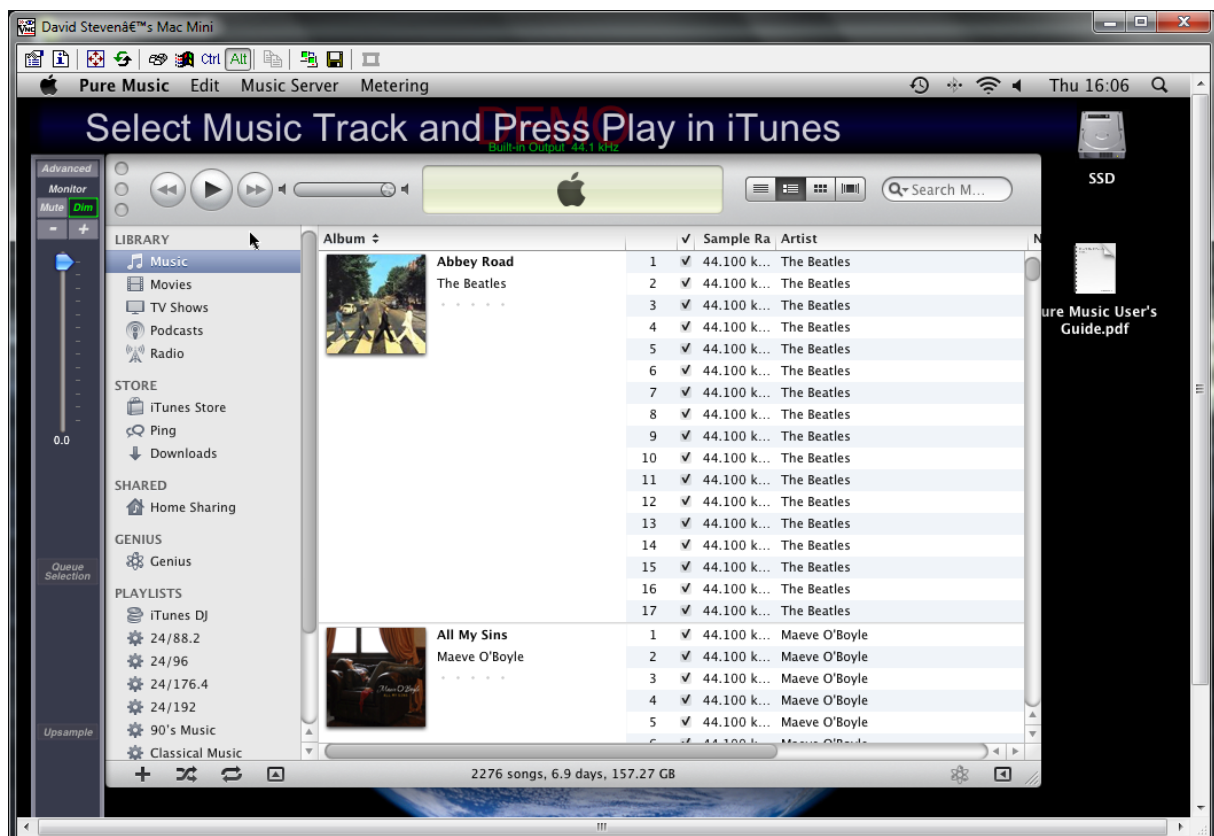 David Stevenâ€™s Mac Mini
Ctrl Alt
Pure Music Edit Music Server Metering Thu 16:06
DEMO
Select Music Track and Press Play in iTunes
Built-in Output 44.1 kHz
SSD
ure Music User's
Guide.pdf
Advanced
Monitor
Mute Dim
- +
0.0
Queue
Selection
Upsample
Search M...
LIBRARY
Music
Movies
TV Shows
Podcasts
Radio
STORE
iTunes Store
Ping
Downloads
SHARED
Home Sharing
GENIUS
Genius
PLAYLISTS
iTunes DJ
24/88.2
24/96
24/176.4
24/192
90's Music
Classical Music
Album Sample Ra Artist N
Abbey Road
The Beatles
1 44.100 k... The Beatles
2 44.100 k... The Beatles
3 44.100 k... The Beatles
4 44.100 k... The Beatles
5 44.100 k... The Beatles
6 44.100 k... The Beatles
7 44.100 k... The Beatles
8 44.100 k... The Beatles
9 44.100 k... The Beatles
10 44.100 k... The Beatles
11 44.100 k... The Beatles
12 44.100 k... The Beatles
13 44.100 k... The Beatles
14 44.100 k... The Beatles
15 44.100 k... The Beatles
16 44.100 k... The Beatles
17 44.100 k... The Beatles
All My Sins
Maeve O'Boyle
1 44.100 k... Maeve O'Boyle
2 44.100 k... Maeve O'Boyle
3 44.100 k... Maeve O'Boyle
4 44.100 k... Maeve O'Boyle
5 44.100 k... Maeve O'Boyle
2276 songs, 6.9 days, 157.27 GB